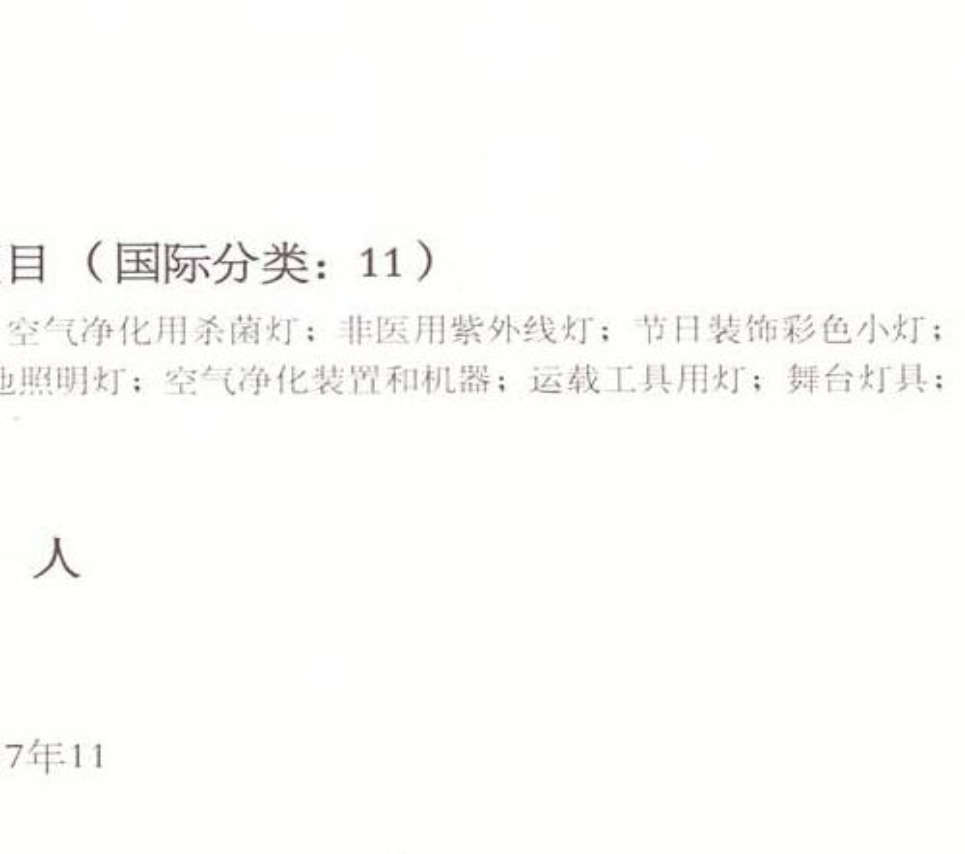 目（国际分类：11）
空气净化用杀菌灯；非医用紫外线灯；节日装饰彩色小灯；
照明灯；空气净化装置和机器；运载工具用灯；舞台灯具；
人
7年11